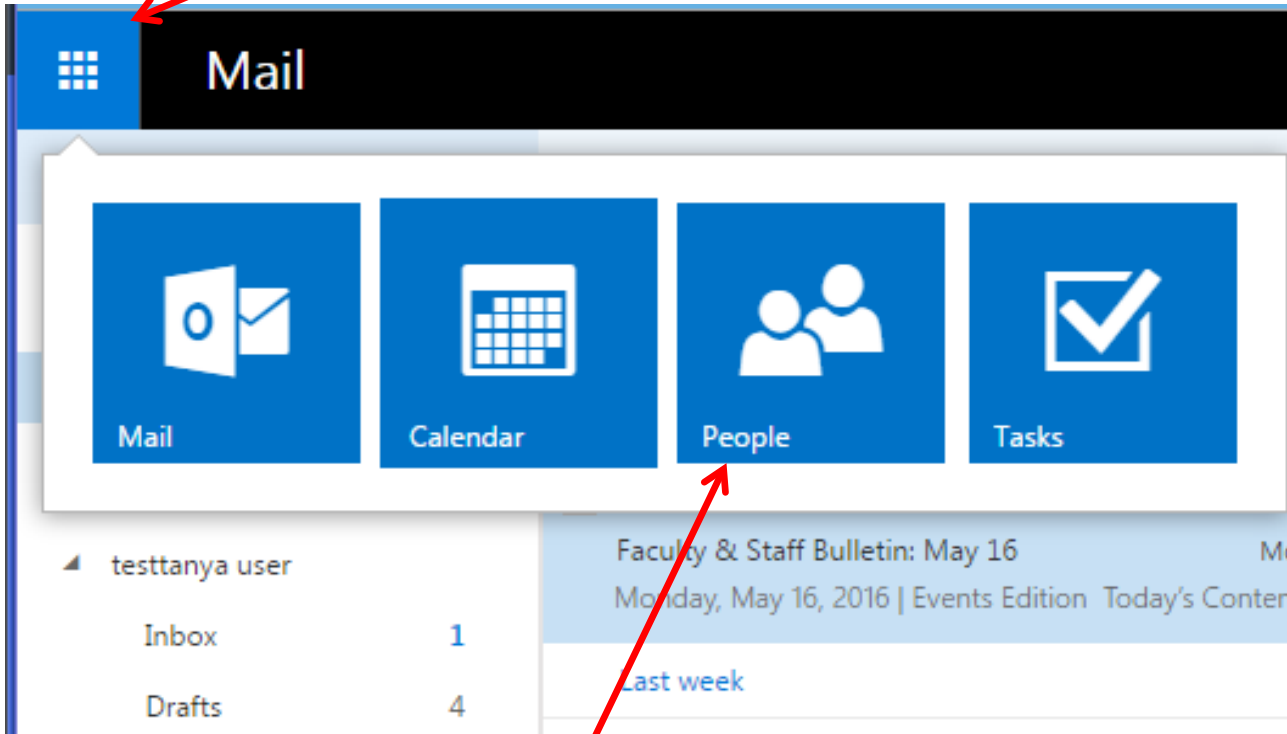 Mail
Mail
Calendar
People
Tasks
testtanya user
Inbox 1
Drafts 4
Faculty & Staff Bulletin: May 16
Monday, May 16, 2016 | Events Edition Today's
Last week